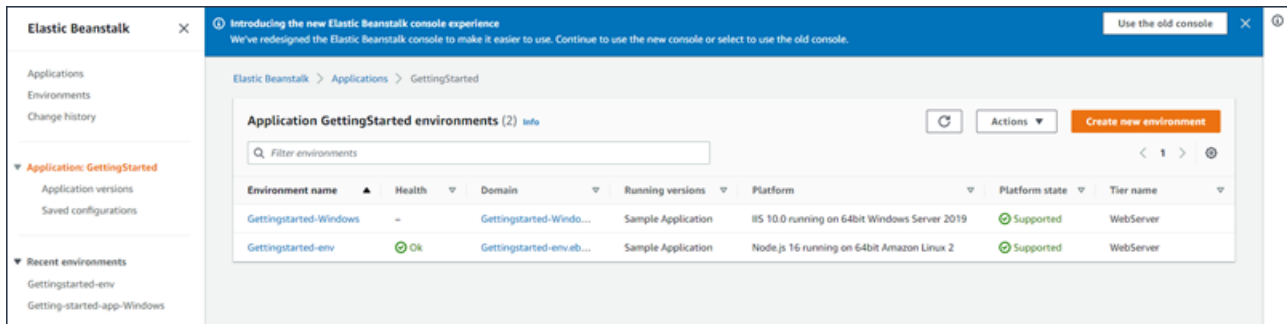 Elastic Beanstalk
Applications
Environments
Change history
Application: GettingStarted
Application versions
Saved configurations
Recent environments
Gettingstarted-env
Getting-started-app-Windows
Introducing the new Elastic Beanstalk console experience
We've redesigned the Elastic Beanstalk console to make it easier to use. Continue to use the new console or select to use the old console.
Use the old console
Elastic Beanstalk > Applications > GettingStarted
Application GettingStarted environments (2) Info
Actions
Create new environment
Filter environments
< 1 >
Environment name Health Domain Running versions Platform Platform state Tier name
Gettingstarted-Windows – Gettingstarted-Windo... Sample Application IIS 10.0 running on 64bit Windows Server 2019 Supported WebServer
Gettingstarted-env Ok Gettingstarted-env.eb... Sample Application Node.js 16 running on 64bit Amazon Linux 2 Supported WebServer